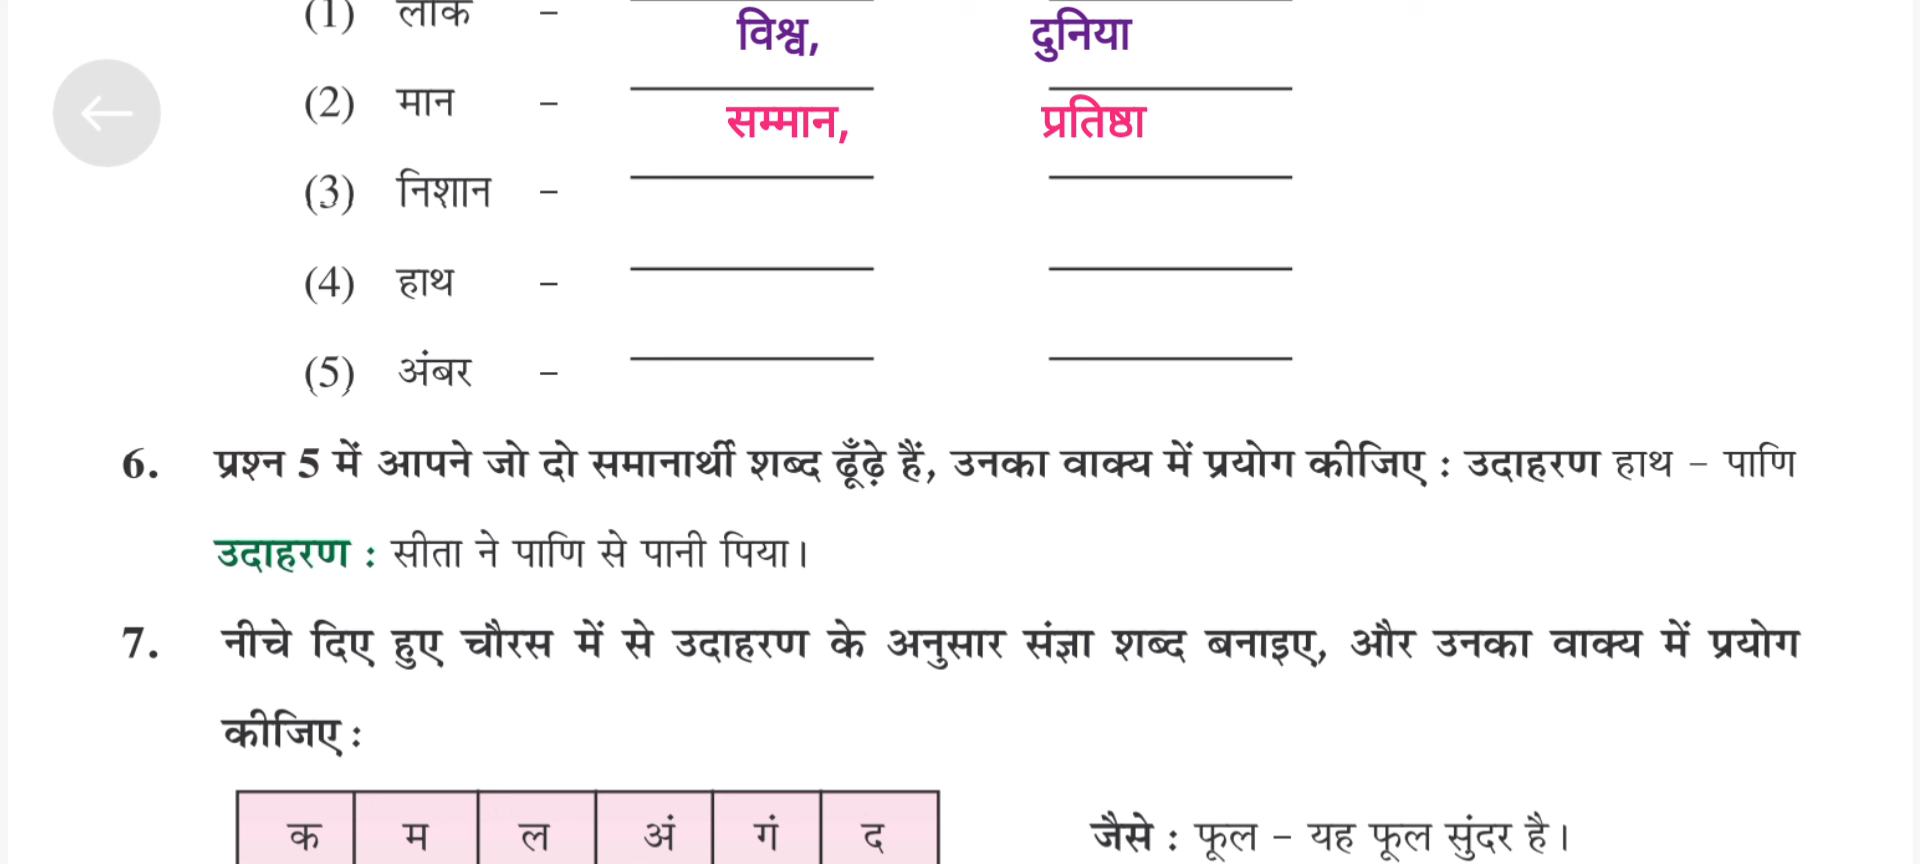 (1) लोक –
विश्व, दुनिया
(2) मान –
सम्मान, प्रतिष्ठा
(3) निशान –
(4) हाथ –
(5) अंबर –
6. प्रश्न 5 में आपने जो दो समानार्थी शब्द ढूँढ़े हैं, उनका वाक्य में प्रयोग कीजिए : उदाहरण हाथ – पाणि
उदाहरण : सीता ने पाणि से पानी पिया।
7. नीचे दिए हुए चौरस में से उदाहरण के अनुसार संज्ञा शब्द बनाइए, और उनका वाक्य में प्रयोग
कीजिए :
क म ल अं गं द जैसे : फूल – यह फूल सुंदर है।